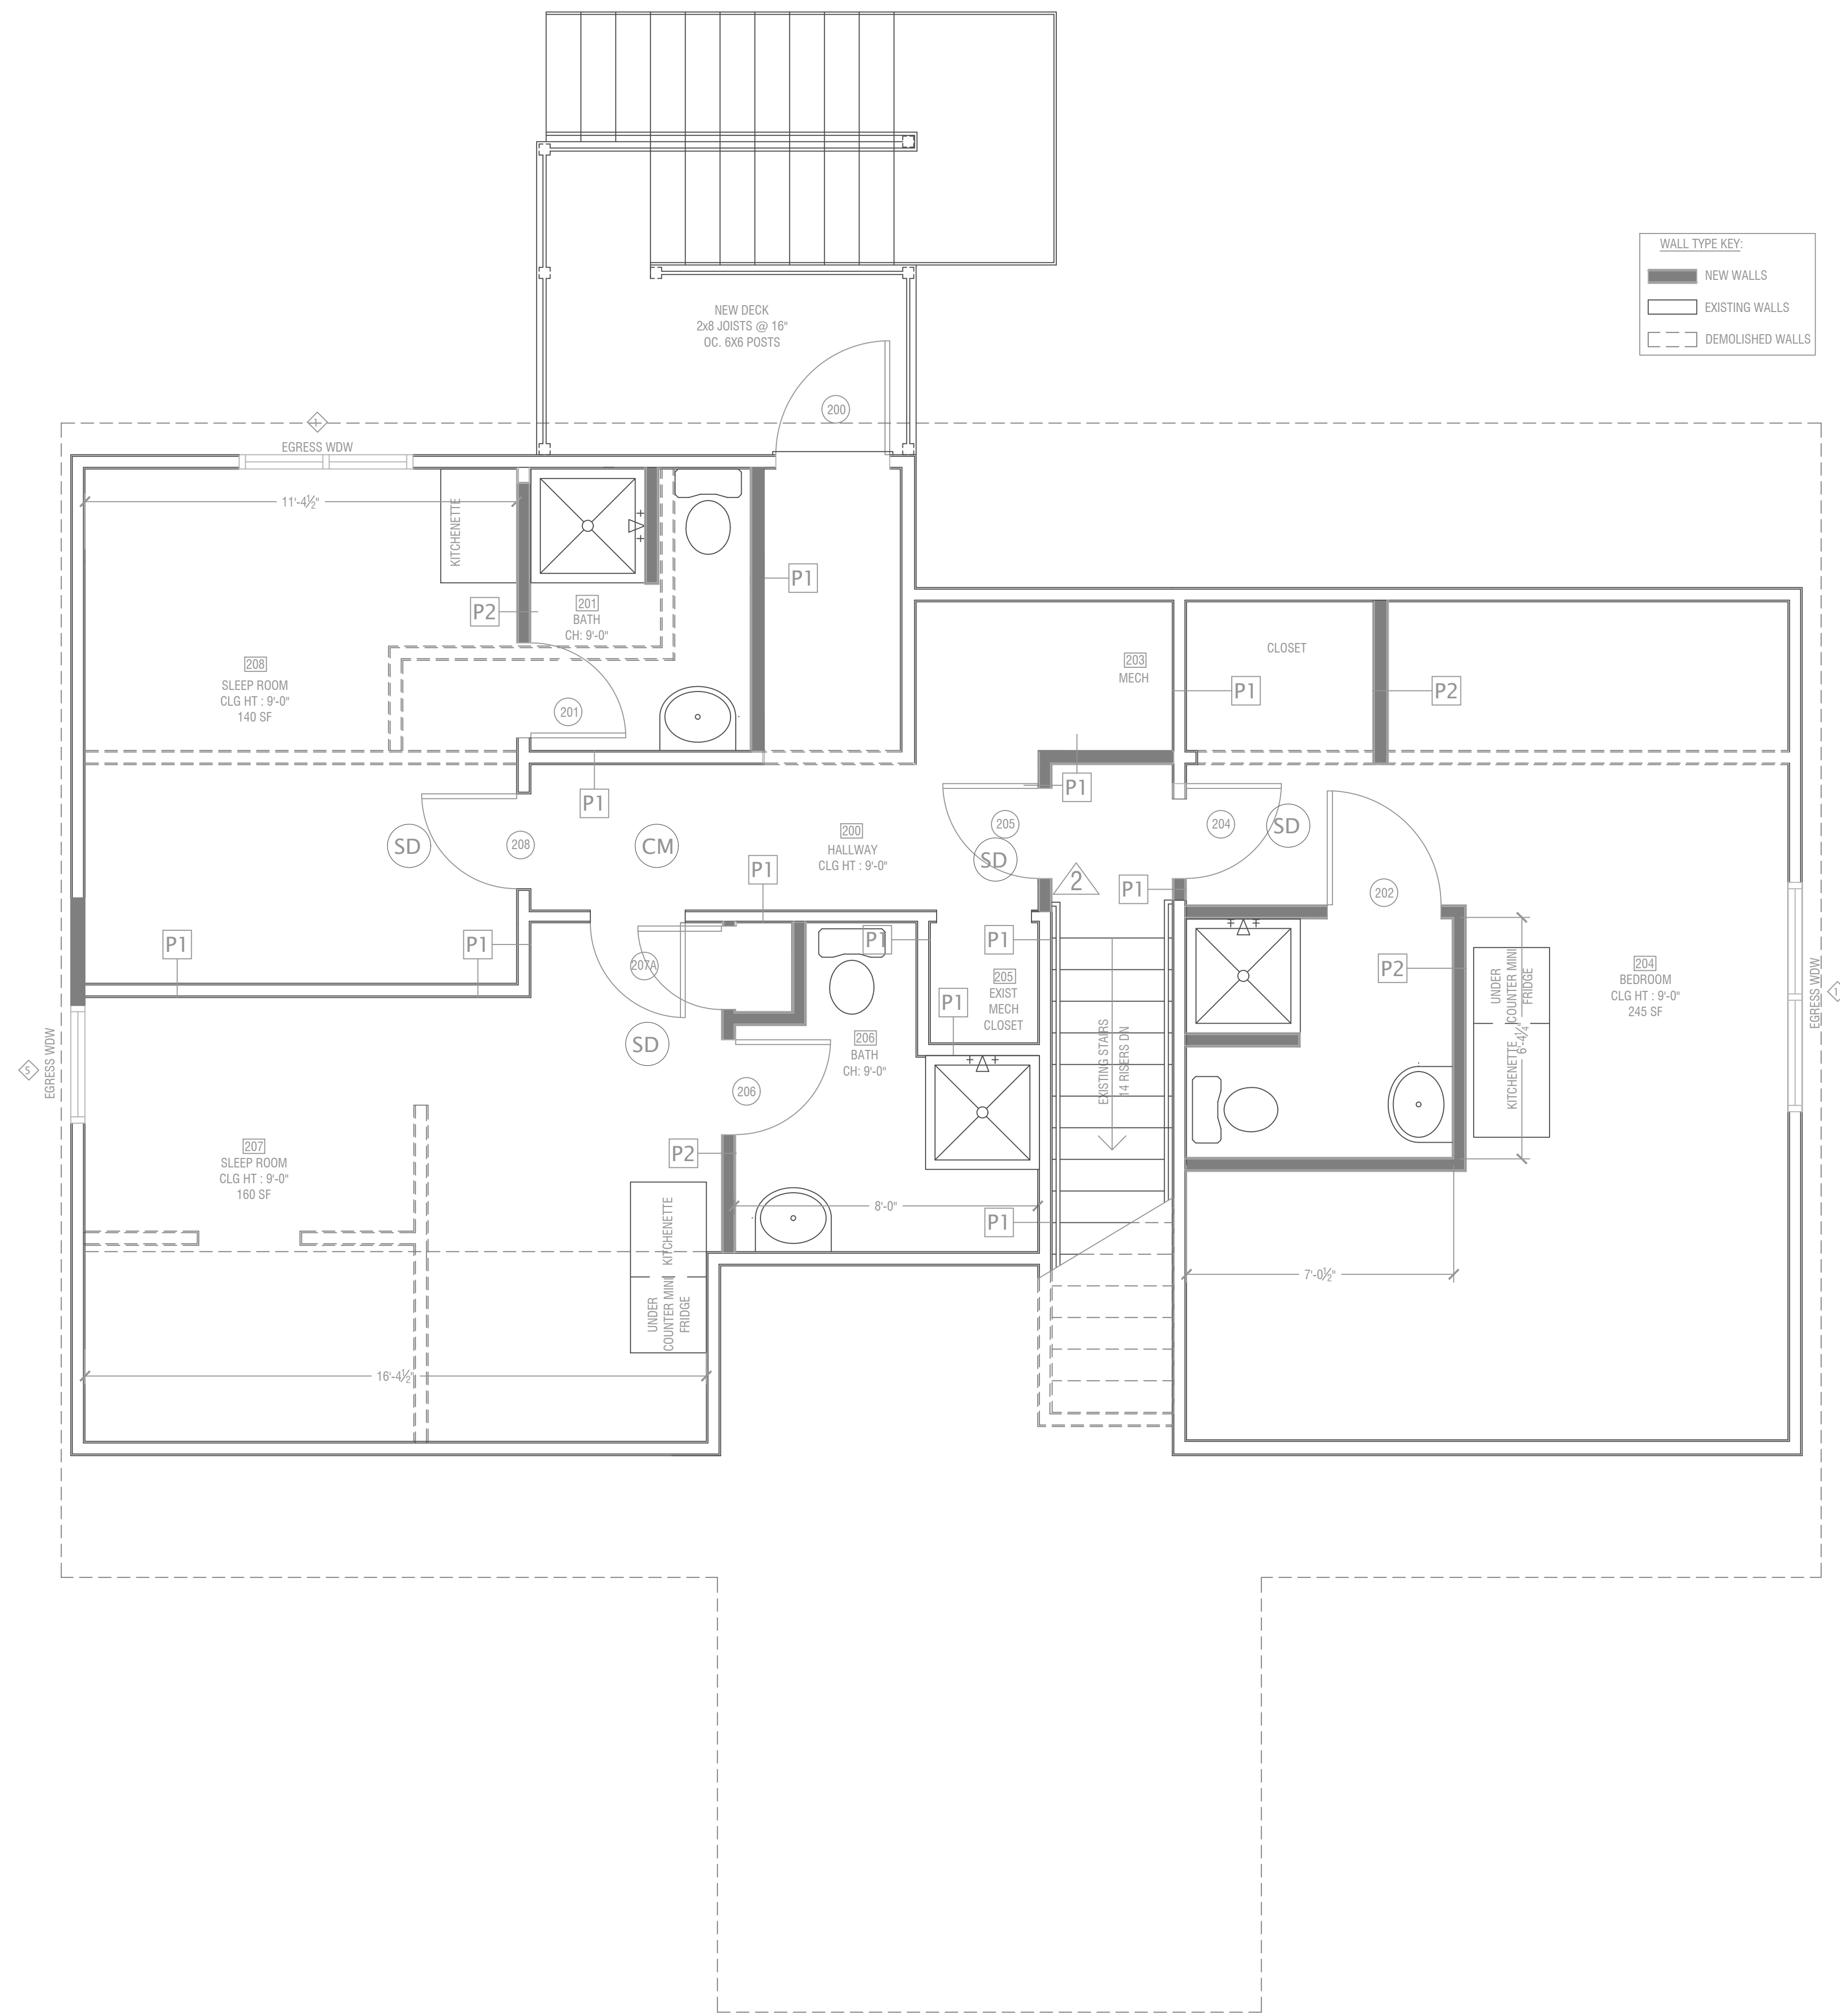 WALL TYPE KEY:
NEW WALLS
EXISTING WALLS
DEMOLISHED WALLS
NEW DECK
2x8 JOISTS @ 16"
OC. 6X6 POSTS
200
1
EGRESS WDW
11'-4½"
KITCHENETTE
P1
P2
201
BATH
CH: 9'-0"
201
208
SLEEP ROOM
CLG HT : 9'-0"
140 SF
203
MECH
CLOSET
P1
P2
P1
P1
SD
208
CM
200
HALLWAY
CLG HT : 9'-0"
205
SD
204
SD
2
P1
P1
202
P1
P1
P1
P1
207A
205
EXIST
MECH
CLOSET
P1
P2
UNDER
COUNTER MINI
FRIDGE
KITCHENETTE
6'-4¼"
204
BEDROOM
CLG HT : 9'-0"
245 SF
EGRESS WDW
1
SD
206
BATH
CH: 9'-0"
206
EXISTING STAIRS
14 RISERS DN
5
EGRESS WDW
207
SLEEP ROOM
CLG HT : 9'-0"
160 SF
P2
KITCHENETTE
UNDER
COUNTER MINI
FRIDGE
8'-0"
P1
7'-0½"
16'-4½"